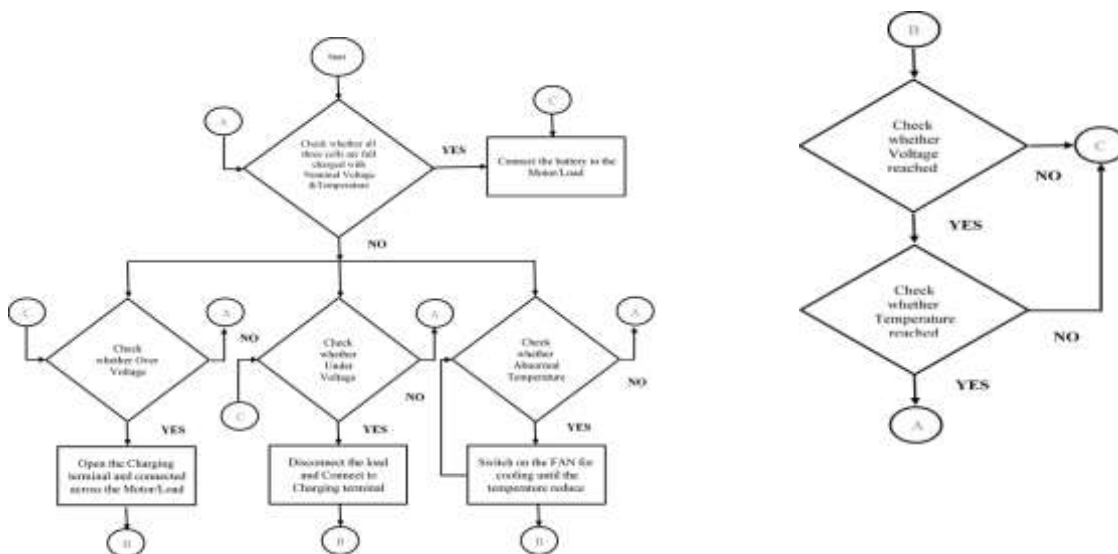 Start
A
Check whether all
three cells are full
charged with
Nominal Voltage
&Temperature
YES
C
Connect the battery to the
Motor/Load
NO
C
Check
whether Over
Voltage
A
NO
YES
Open the Charging
terminal and connected
across the Motor/Load
B
C
Check
whether
Under
Voltage
A
NO
YES
Disconnect the load
and Connect to
Charging terminal
B
Check
whether
Abnormal
Temperature
A
NO
YES
Switch on the FAN for
cooling until the
temperature reduce
B
B
Check
whether
Voltage
reached
C
NO
YES
Check
whether
Temperature
reached
NO
YES
A